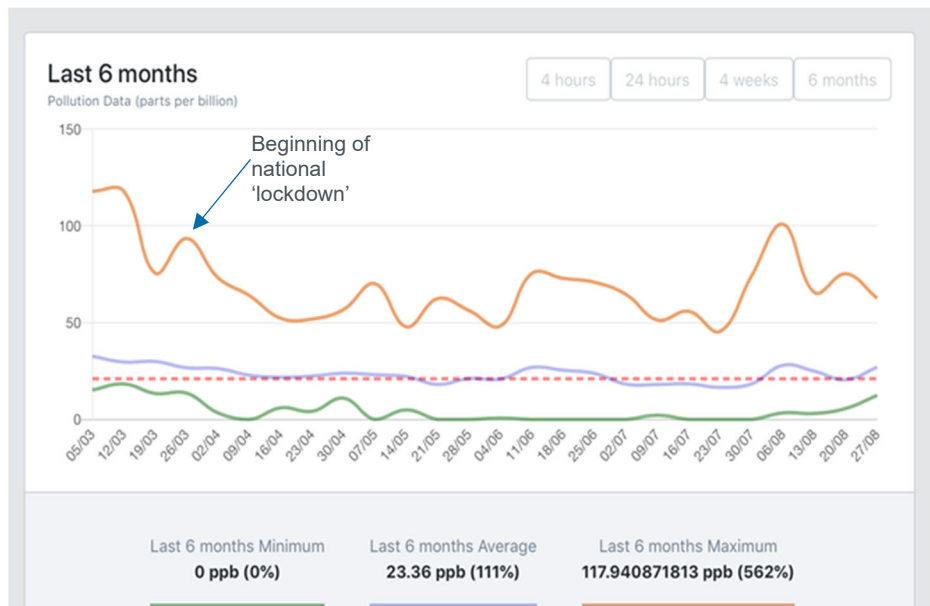 Last 6 months
4 hours 24 hours 4 weeks 6 months
Pollution Data (parts per billion)
150
Beginning of
national
‘lockdown’
100
50
0
05/03 12/03 19/03 26/03 02/04 09/04 16/04 23/04 30/04 07/05 14/05 21/05 28/05 04/06 11/06 18/06 25/06 02/07 09/07 16/07 23/07 30/07 06/08 13/08 20/08 27/08
Last 6 months Minimum Last 6 months Average Last 6 months Maximum
0 ppb (0%) 23.36 ppb (111%) 117.940871813 ppb (562%)